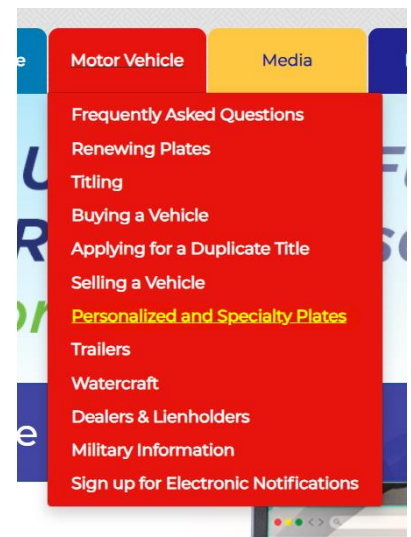 e
Motor Vehicle
Media
Frequently Asked Questions
Renewing Plates
Titling
Buying a Vehicle
Applying for a Duplicate Title
Selling a Vehicle
Personalized and Specialty Plates
Trailers
Watercraft
Dealers & Lienholders
Military Information
Sign up for Electronic Notifications
e